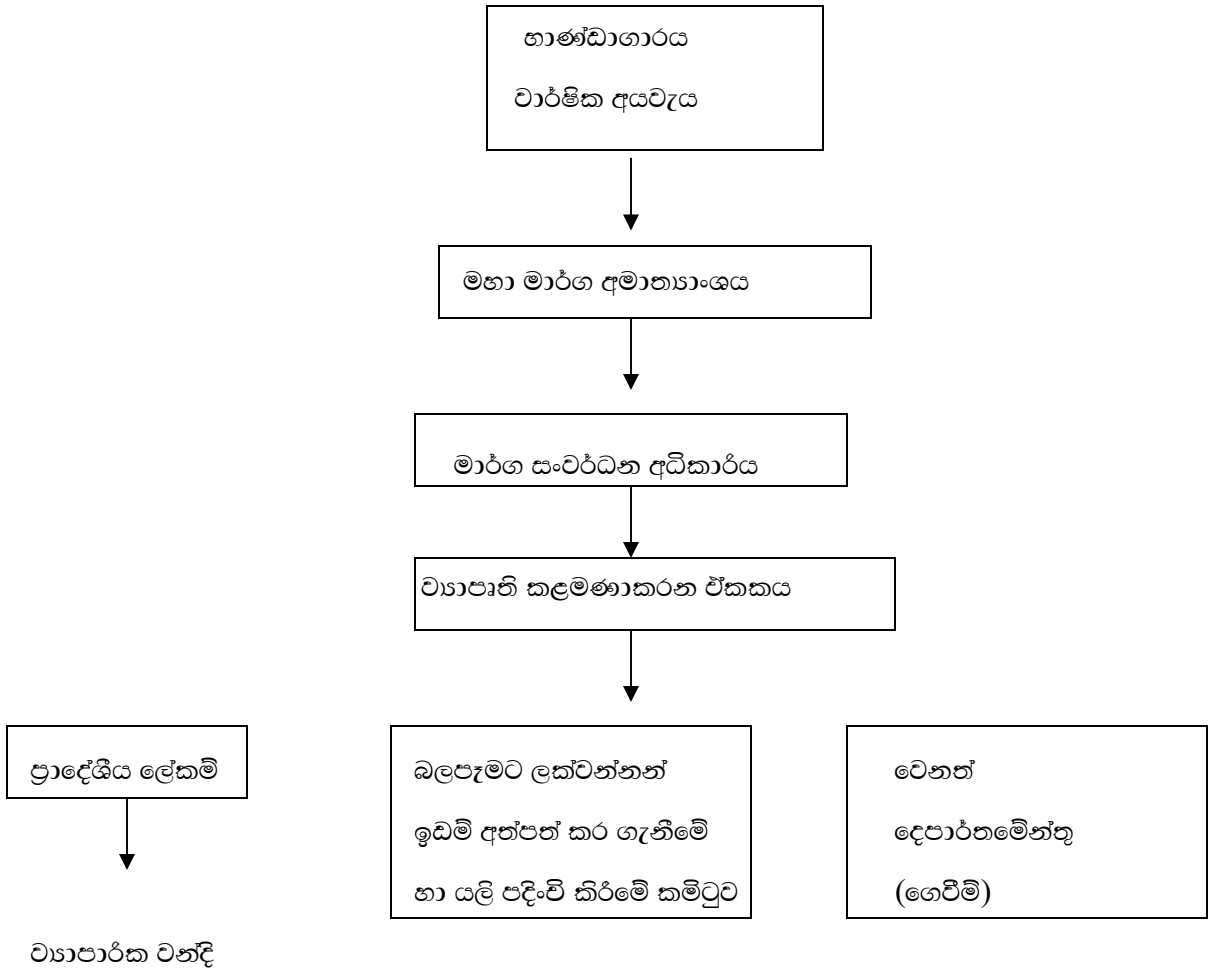 භාණ්ඩාගාරය
වාර්ෂික අයවැය
මහා මාර්ග අමාත්‍යාංශය
මාර්ග සංවර්ධන අධිකාරිය
ව්‍යාපෘති කළමණාකරන ඒකකය
ප්‍රාදේශීය ලේකම්
බලපෑමට ලක්වන්නන්
ඉඩම් අත්පත් කර ගැනීමේ
හා යලි පදිංචි කිරීමේ කමිටුව
වෙනත්
දෙපාර්තමේන්තු
(ගෙවීම්)
ව්‍යාපාරික වන්දි